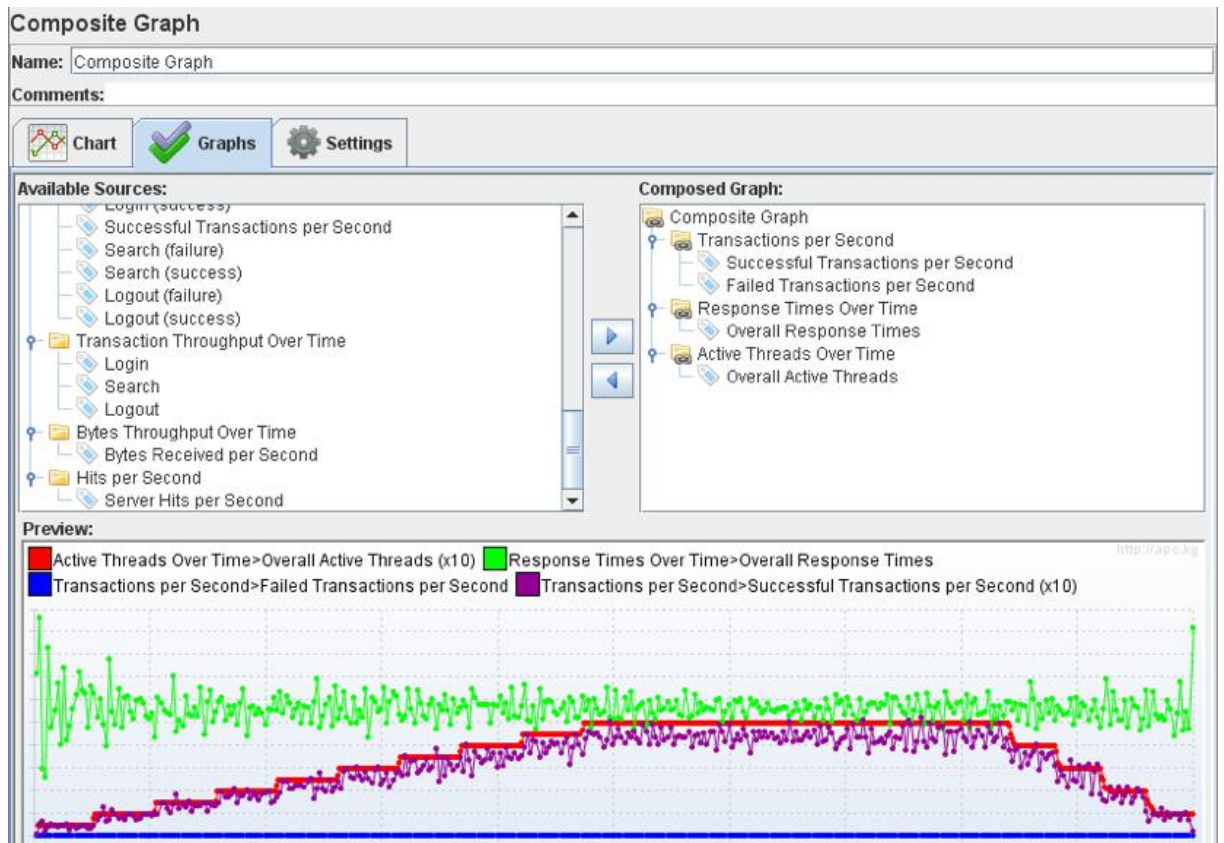 Composite Graph
Name: Composite Graph
Comments:
Chart Graphs Settings
Available Sources:
Login (success)
Successful Transactions per Second
Search (failure)
Search (success)
Logout (failure)
Logout (success)
Transaction Throughput Over Time
Login
Search
Logout
Bytes Throughput Over Time
Bytes Received per Second
Hits per Second
Server Hits per Second
Composed Graph:
Composite Graph
Transactions per Second
Successful Transactions per Second
Failed Transactions per Second
Response Times Over Time
Overall Response Times
Active Threads Over Time
Overall Active Threads
Preview:
http://apc.kg
Active Threads Over Time>Overall Active Threads (x10) Response Times Over Time>Overall Response Times
Transactions per Second>Failed Transactions per Second Transactions per Second>Successful Transactions per Second (x10)